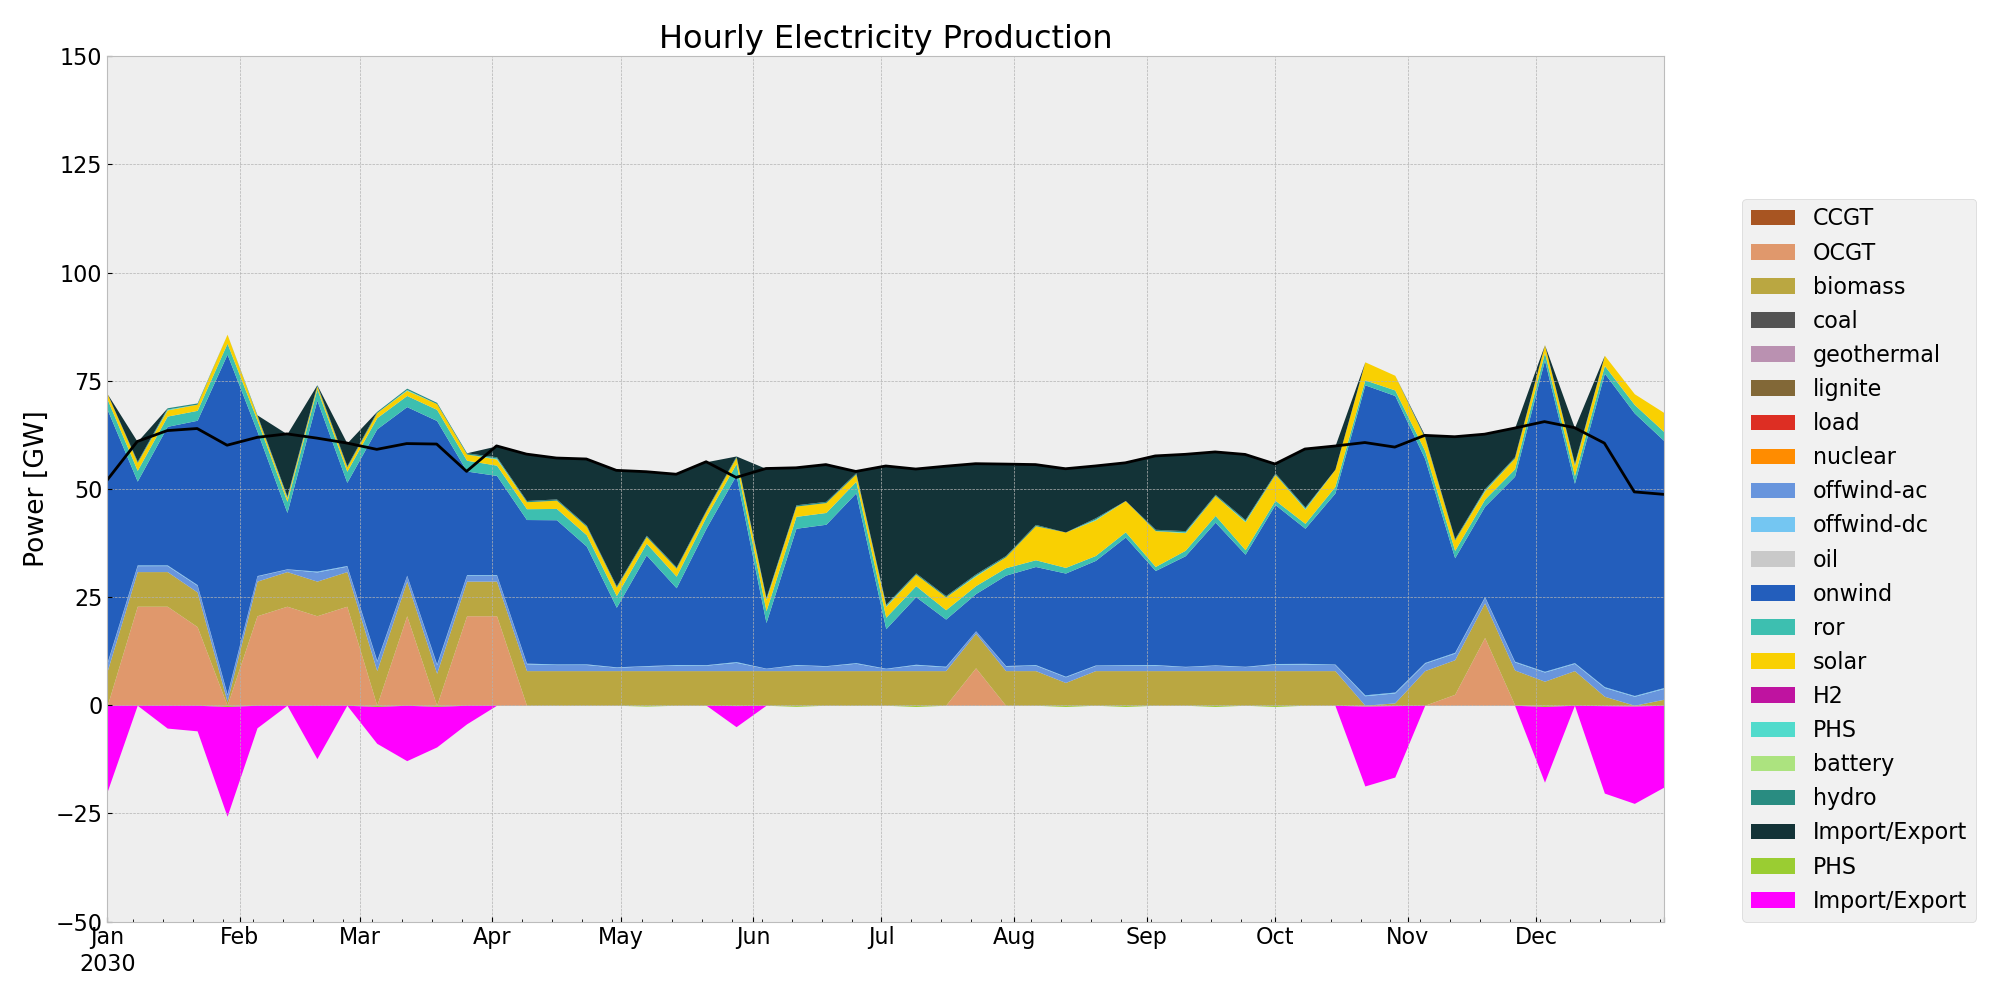 Hourly Electricity Production
Power [GW]
150
125
100
75
50
25
0
−25
−50
Jan
2030
Feb
Mar
Apr
May
Jun
Jul
Aug
Sep
Oct
Nov
Dec
CCGT
OCGT
biomass
coal
geothermal
lignite
load
nuclear
offwind-ac
offwind-dc
oil
onwind
ror
solar
H2
PHS
battery
hydro
Import/Export
PHS
Import/Export